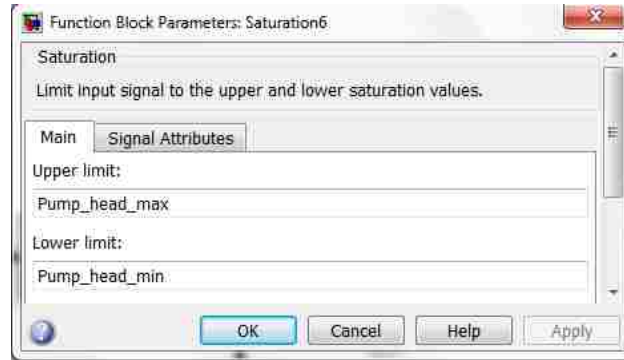 Function Block Parameters: Saturation6
Saturation
Limit input signal to the upper and lower saturation values.
Main Signal Attributes
Upper limit:
Pump_head_max
Lower limit:
Pump_head_min
OK Cancel Help Apply